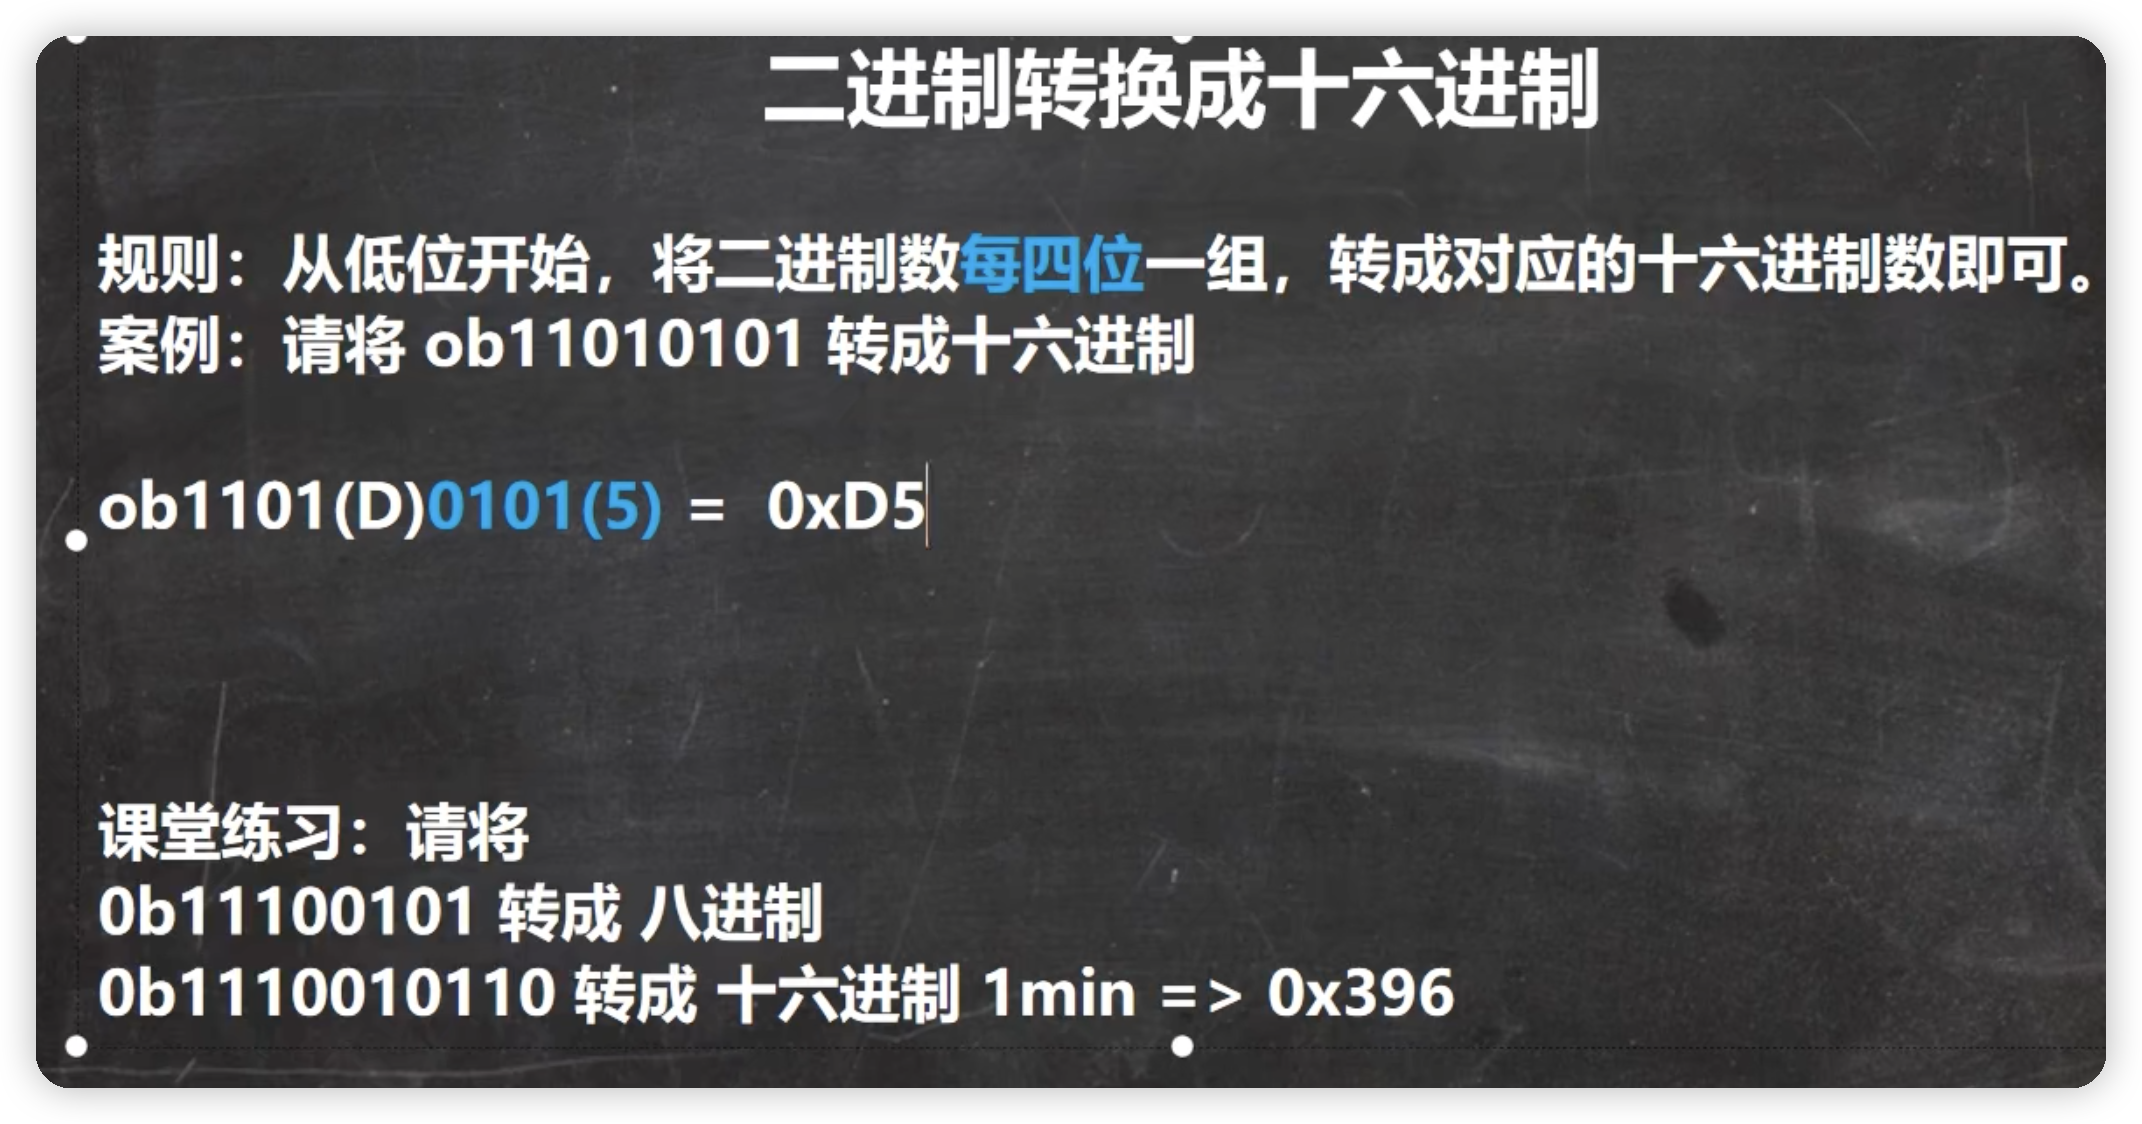 二进制转换成十六进制
规则：从低位开始，将二进制数每四位一组，转成对应的十六进制数即可。
案例：请将 ob11010101 转成十六进制
ob1101(D)0101(5) = 0xD5
课堂练习：请将
0b11100101 转成 八进制
0b1110010110 转成 十六进制 1min => 0x396